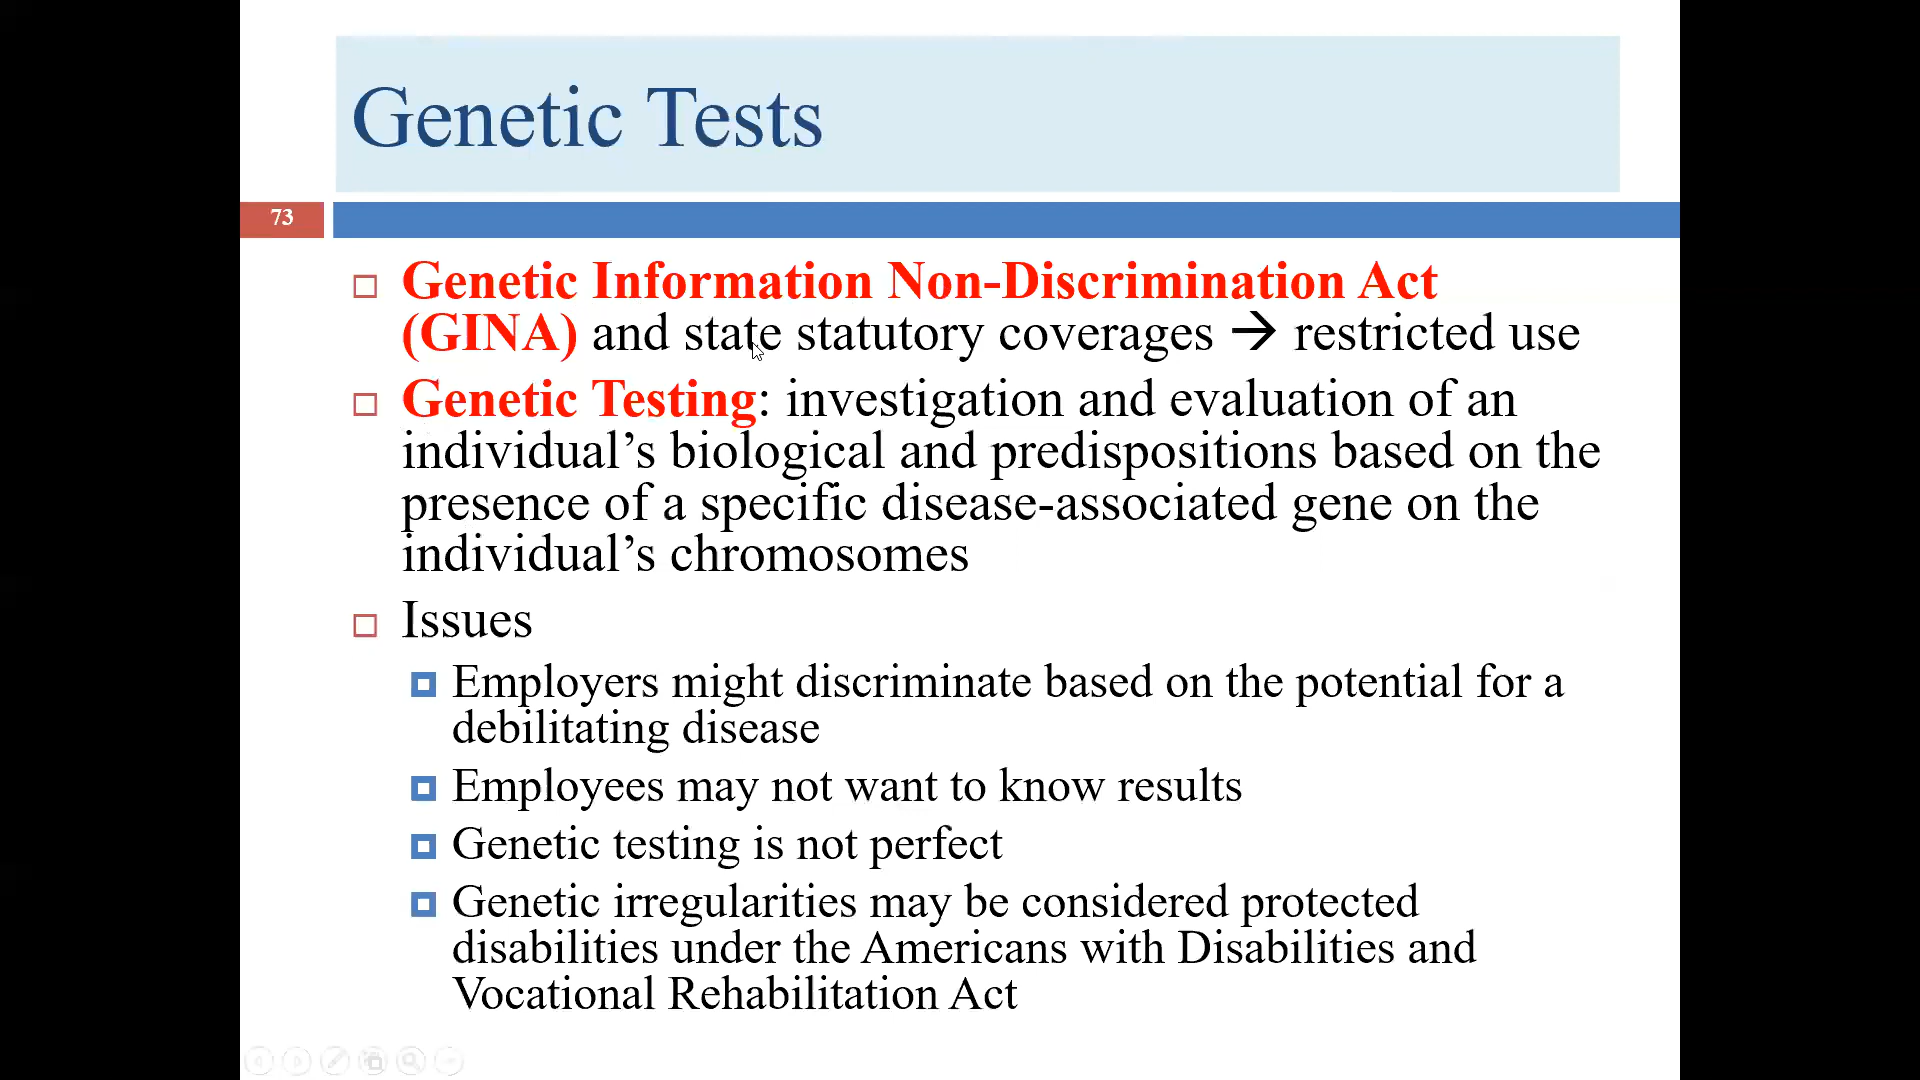 Genetic Tests
73
Genetic Information Non-Discrimination Act
(GINA) and state statutory coverages → restricted use
Genetic Testing: investigation and evaluation of an
individual’s biological and predispositions based on the
presence of a specific disease-associated gene on the
individual’s chromosomes
Issues
Employers might discriminate based on the potential for a
debilitating disease
Employees may not want to know results
Genetic testing is not perfect
Genetic irregularities may be considered protected
disabilities under the Americans with Disabilities and
Vocational Rehabilitation Act